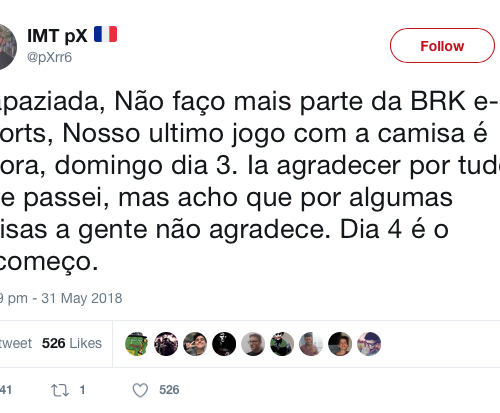 IMT pX
@pXrr6
Follow
apaziada, Não faço mais parte da BRK e-
orts, Nosso ultimo jogo com a camisa é
ora, domingo dia 3. Ia agradecer por tud
e passei, mas acho que por algumas
isas a gente não agradece. Dia 4 é o
começo.
9 pm - 31 May 2018
tweet 526 Likes
41 1 526